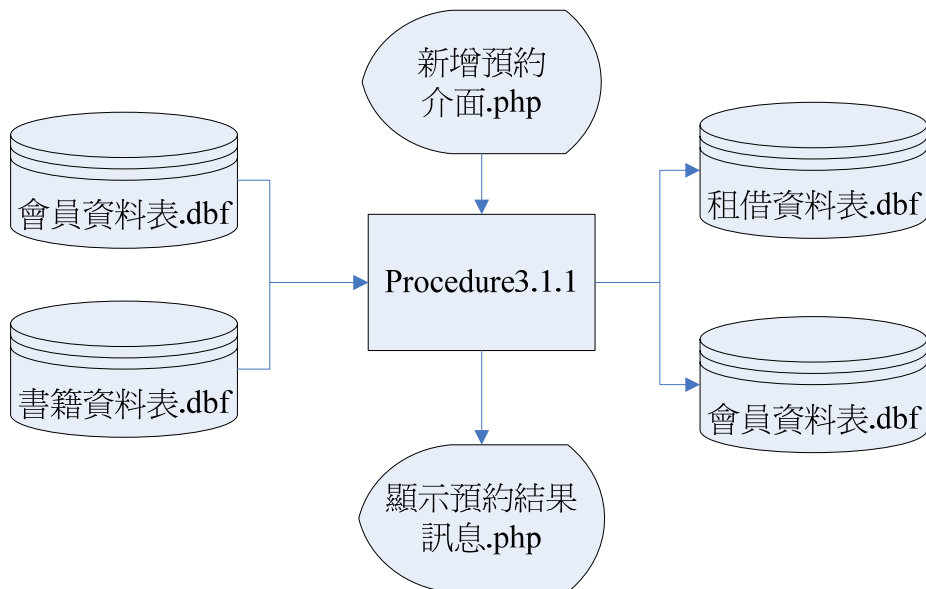 新增預約
介面.php
會員資料表.dbf
租借資料表.dbf
Procedure3.1.1
書籍資料表.dbf
會員資料表.dbf
顯示預約結果
訊息.php